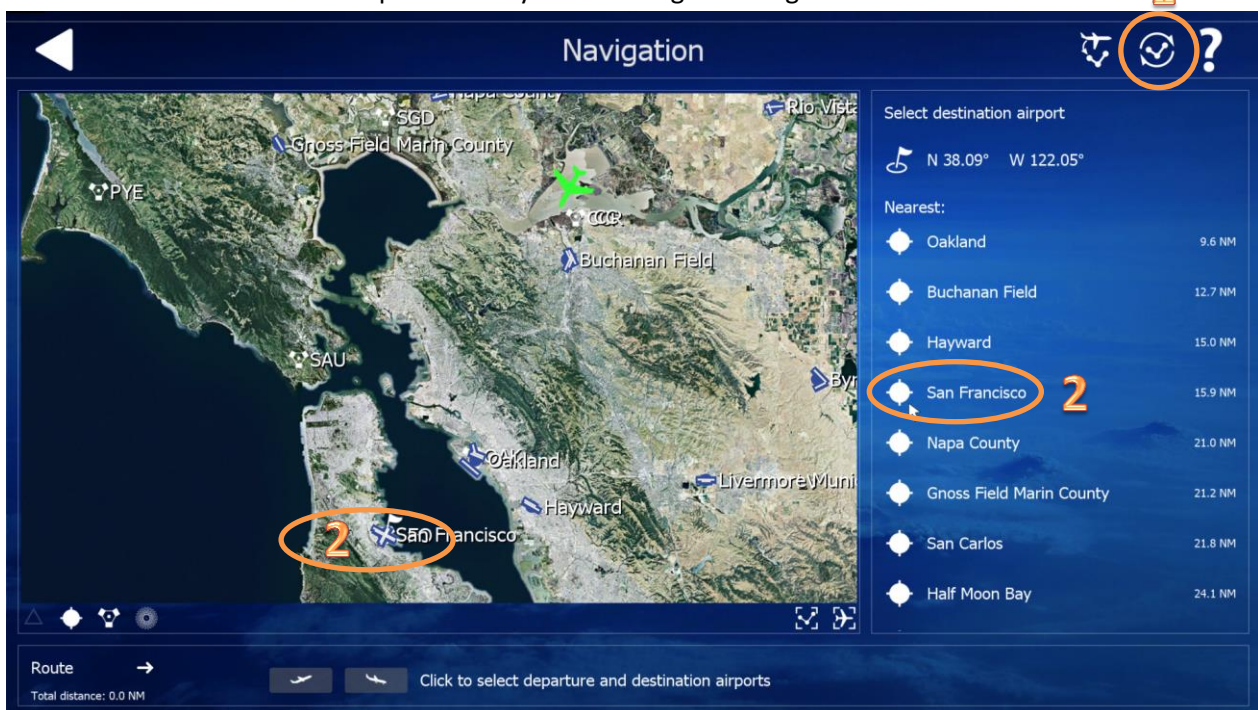 Navigation
?
SGD
Gnoss Field Marin County
Rio Vista
PYE
CCR
Buchanan Field
SAU
Byr
Oakland
Livermore Muni
Hayward
2
San Francisco
Select destination airport
N 38.09° W 122.05°
Nearest:
Oakland 9.6 NM
Buchanan Field 12.7 NM
Hayward 15.0 NM
San Francisco 2 15.9 NM
Napa County 21.0 NM
Gnoss Field Marin County 21.2 NM
San Carlos 21.8 NM
Half Moon Bay 24.1 NM
Route →
Total distance: 0.0 NM
Click to select departure and destination airports